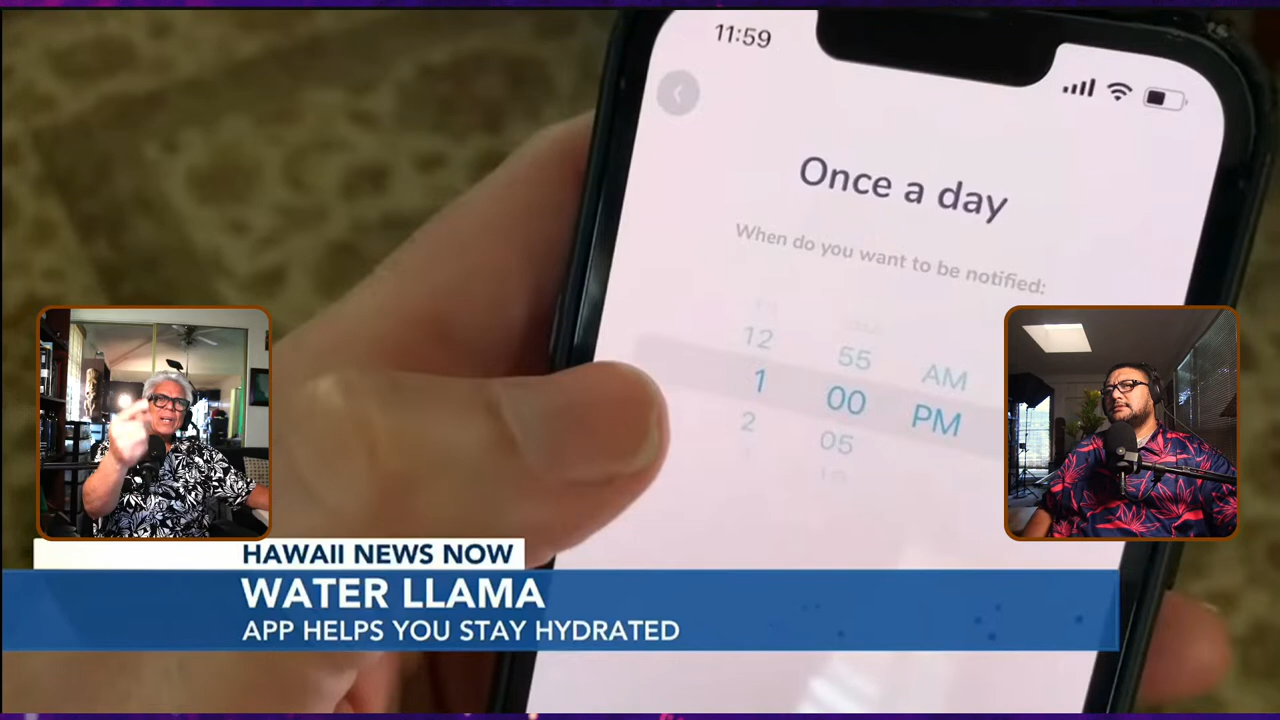 11:59
Once a day
When do you want to be notified:
12 55 AM
1 00 PM
2 05
HAWAII NEWS NOW
WATER LLAMA
APP HELPS YOU STAY HYDRATED